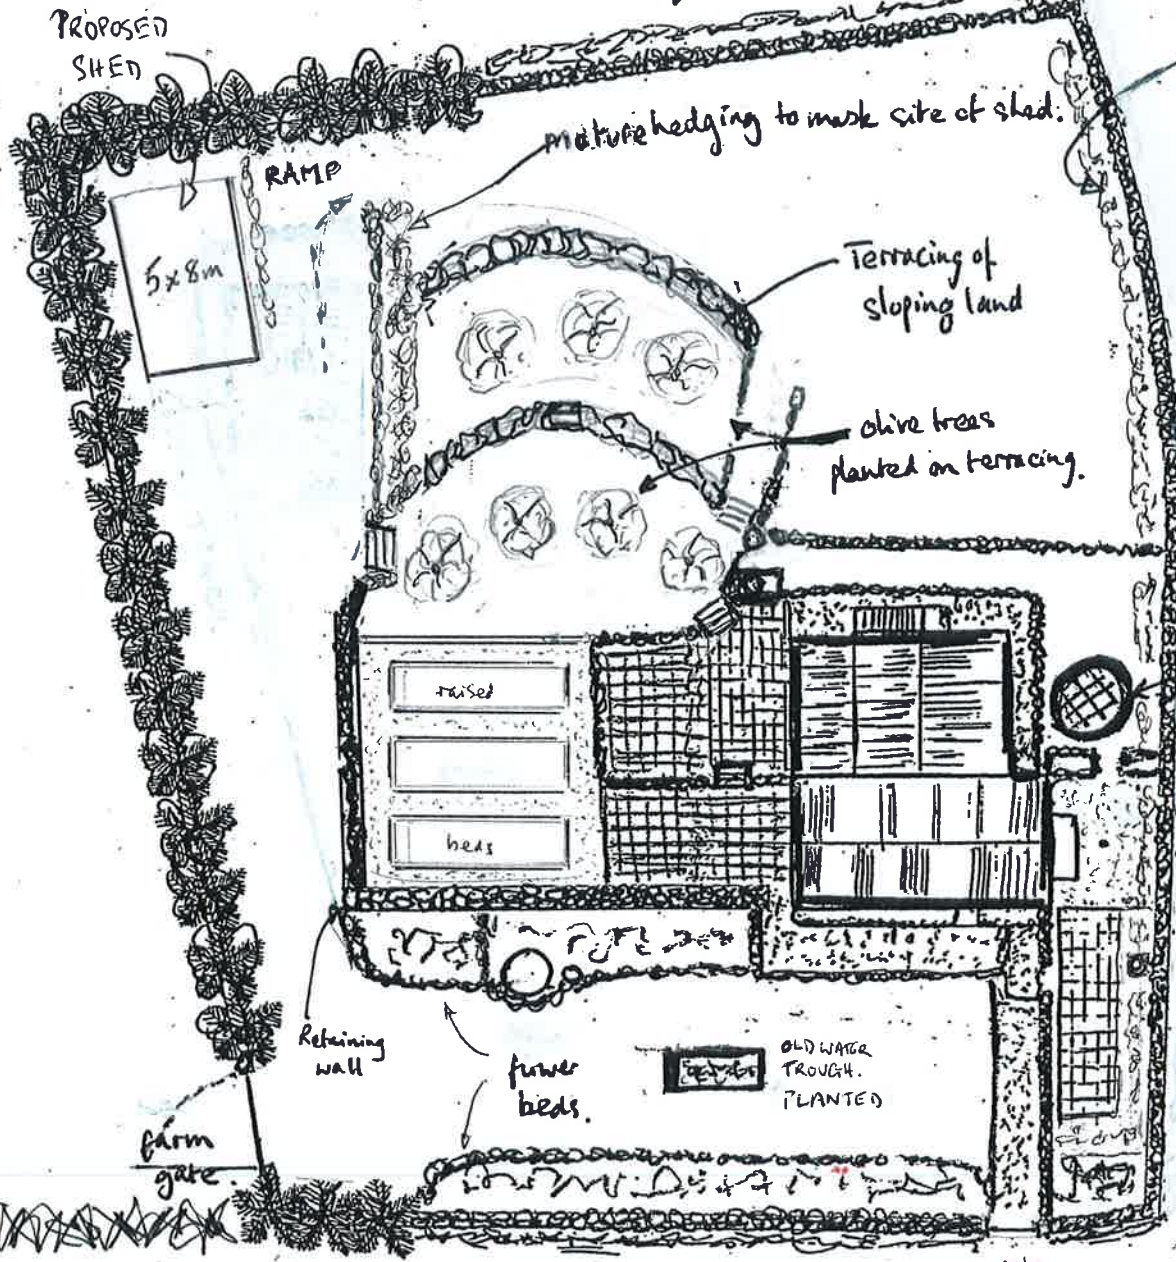 PROPOSED
SHED
mature hedging to mask site of shed.
RAMP
5x8m
Terracing of
sloping land
olive trees
planted on terracing.
raised
beds
Retaining
wall
flower
beds.
OLD WATER
TROUGH.
PLANTED
farm
gate.